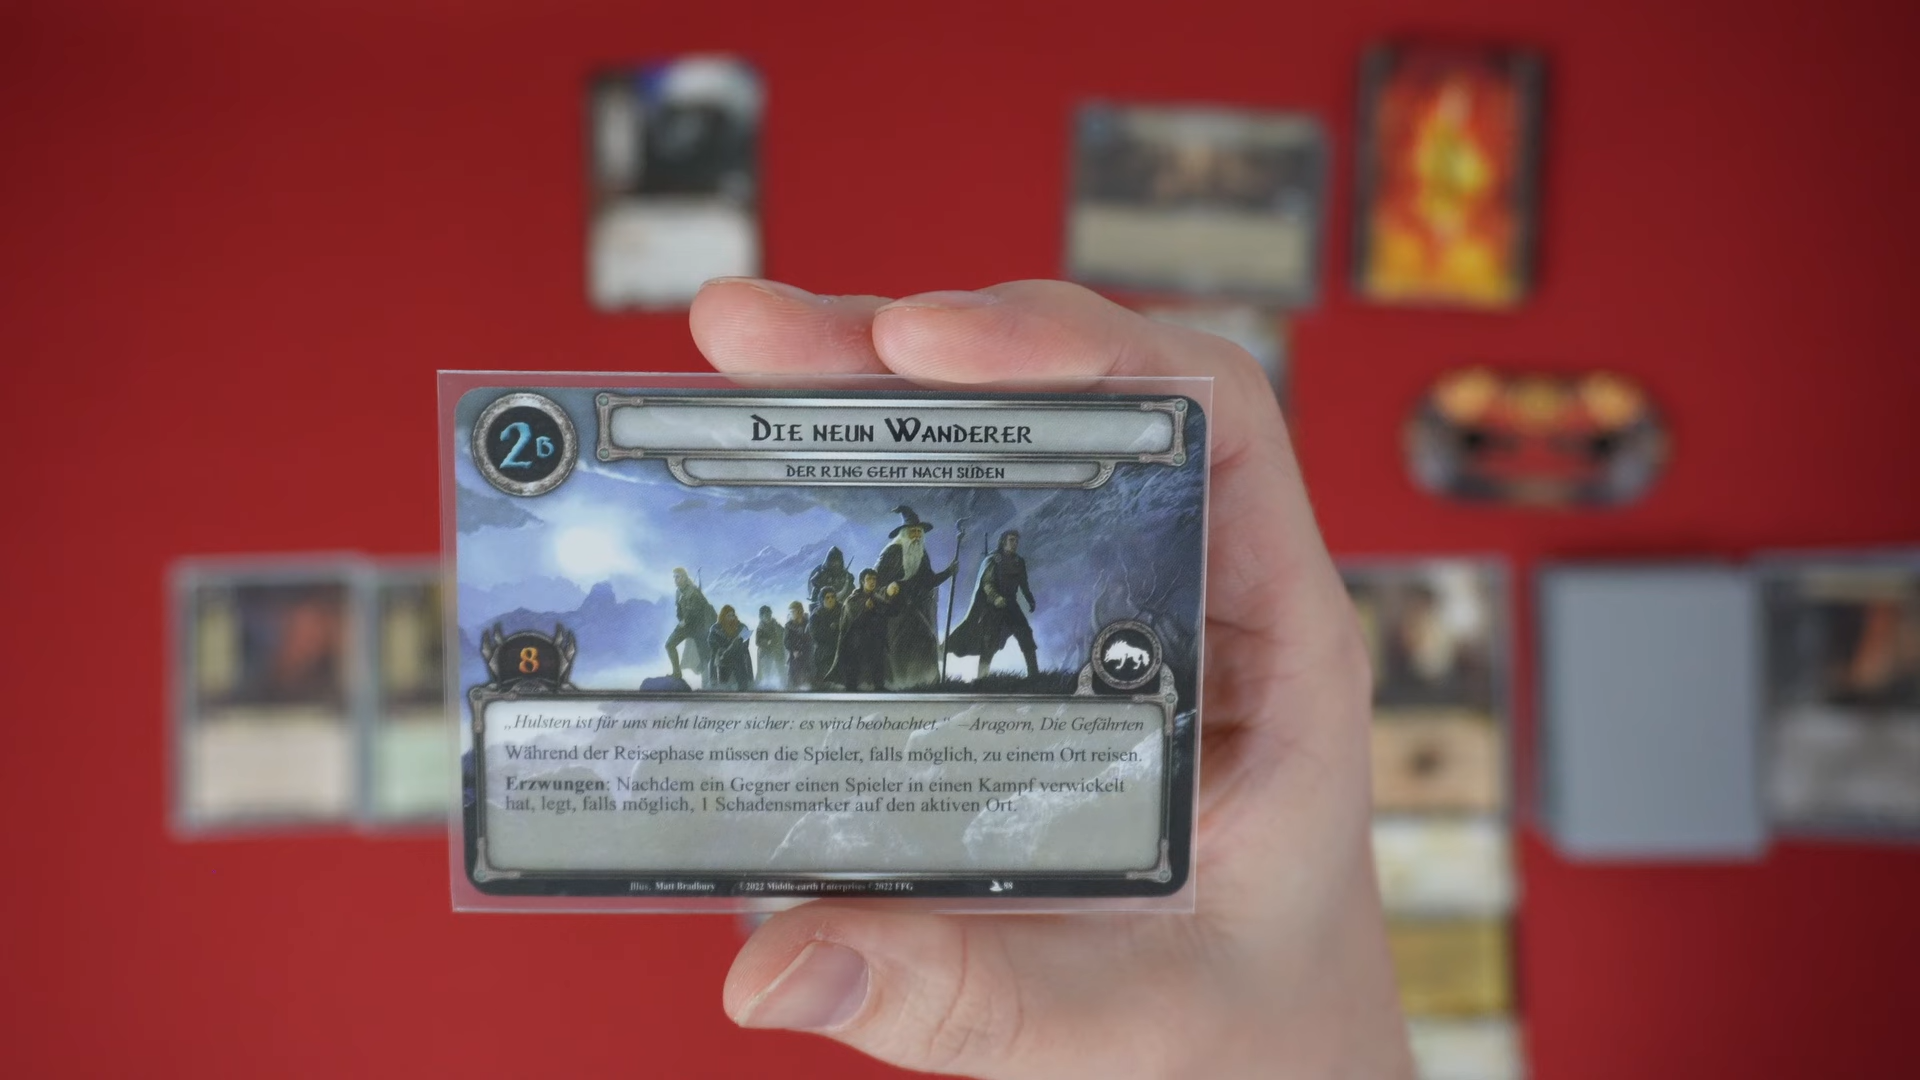 2B
Die neun Wanderer
Der Ring geht nach Süden
8
„Hulsten ist für uns nicht länger sicher: es wird beobachtet.“ —Aragorn, Die Gefährten
Während der Reisephase müssen die Spieler, falls möglich, zu einem Ort reisen.
Erzwungen: Nachdem ein Gegner einen Spieler in einen Kampf verwickelt
hat, legt, falls möglich, 1 Schadensmarker auf den aktiven Ort.
Illus. Matt Bradbury ©2022 Middle-earth Enterprises ©2022 FFG 88